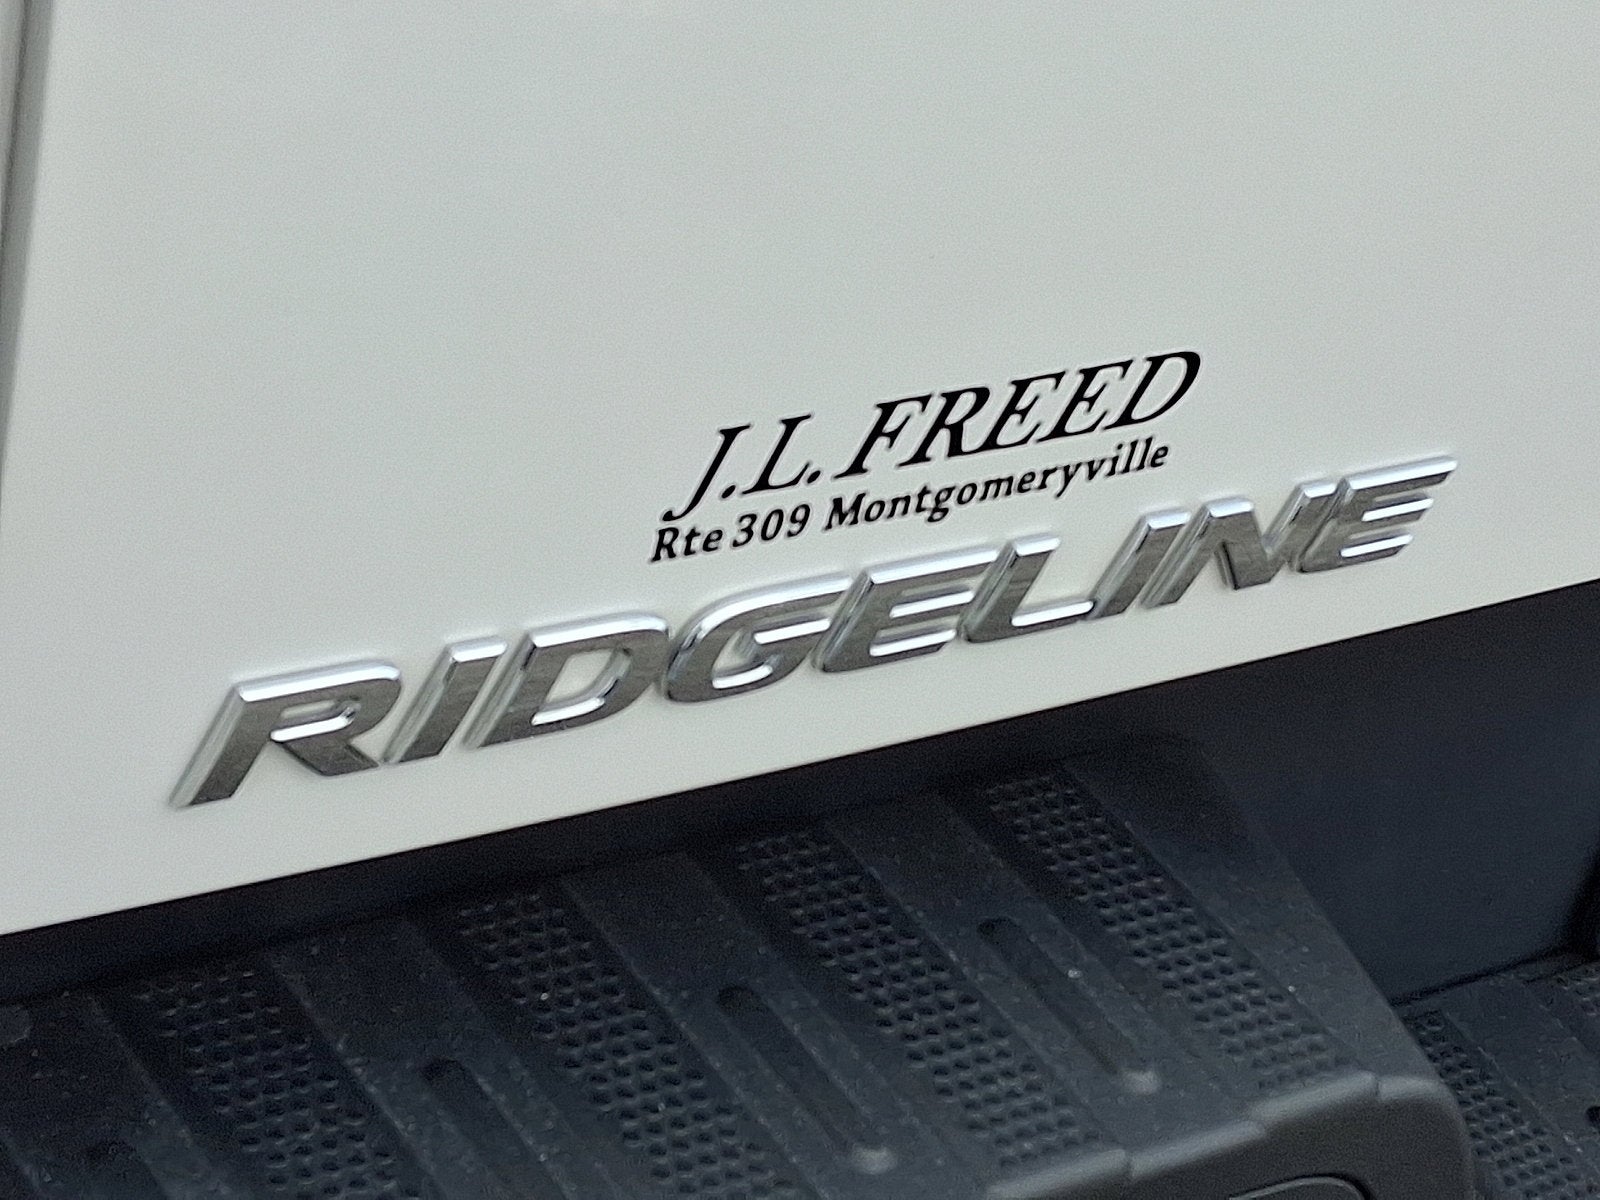 J.L. FREED
Rte 309 Montgomeryville
RIDGELINE